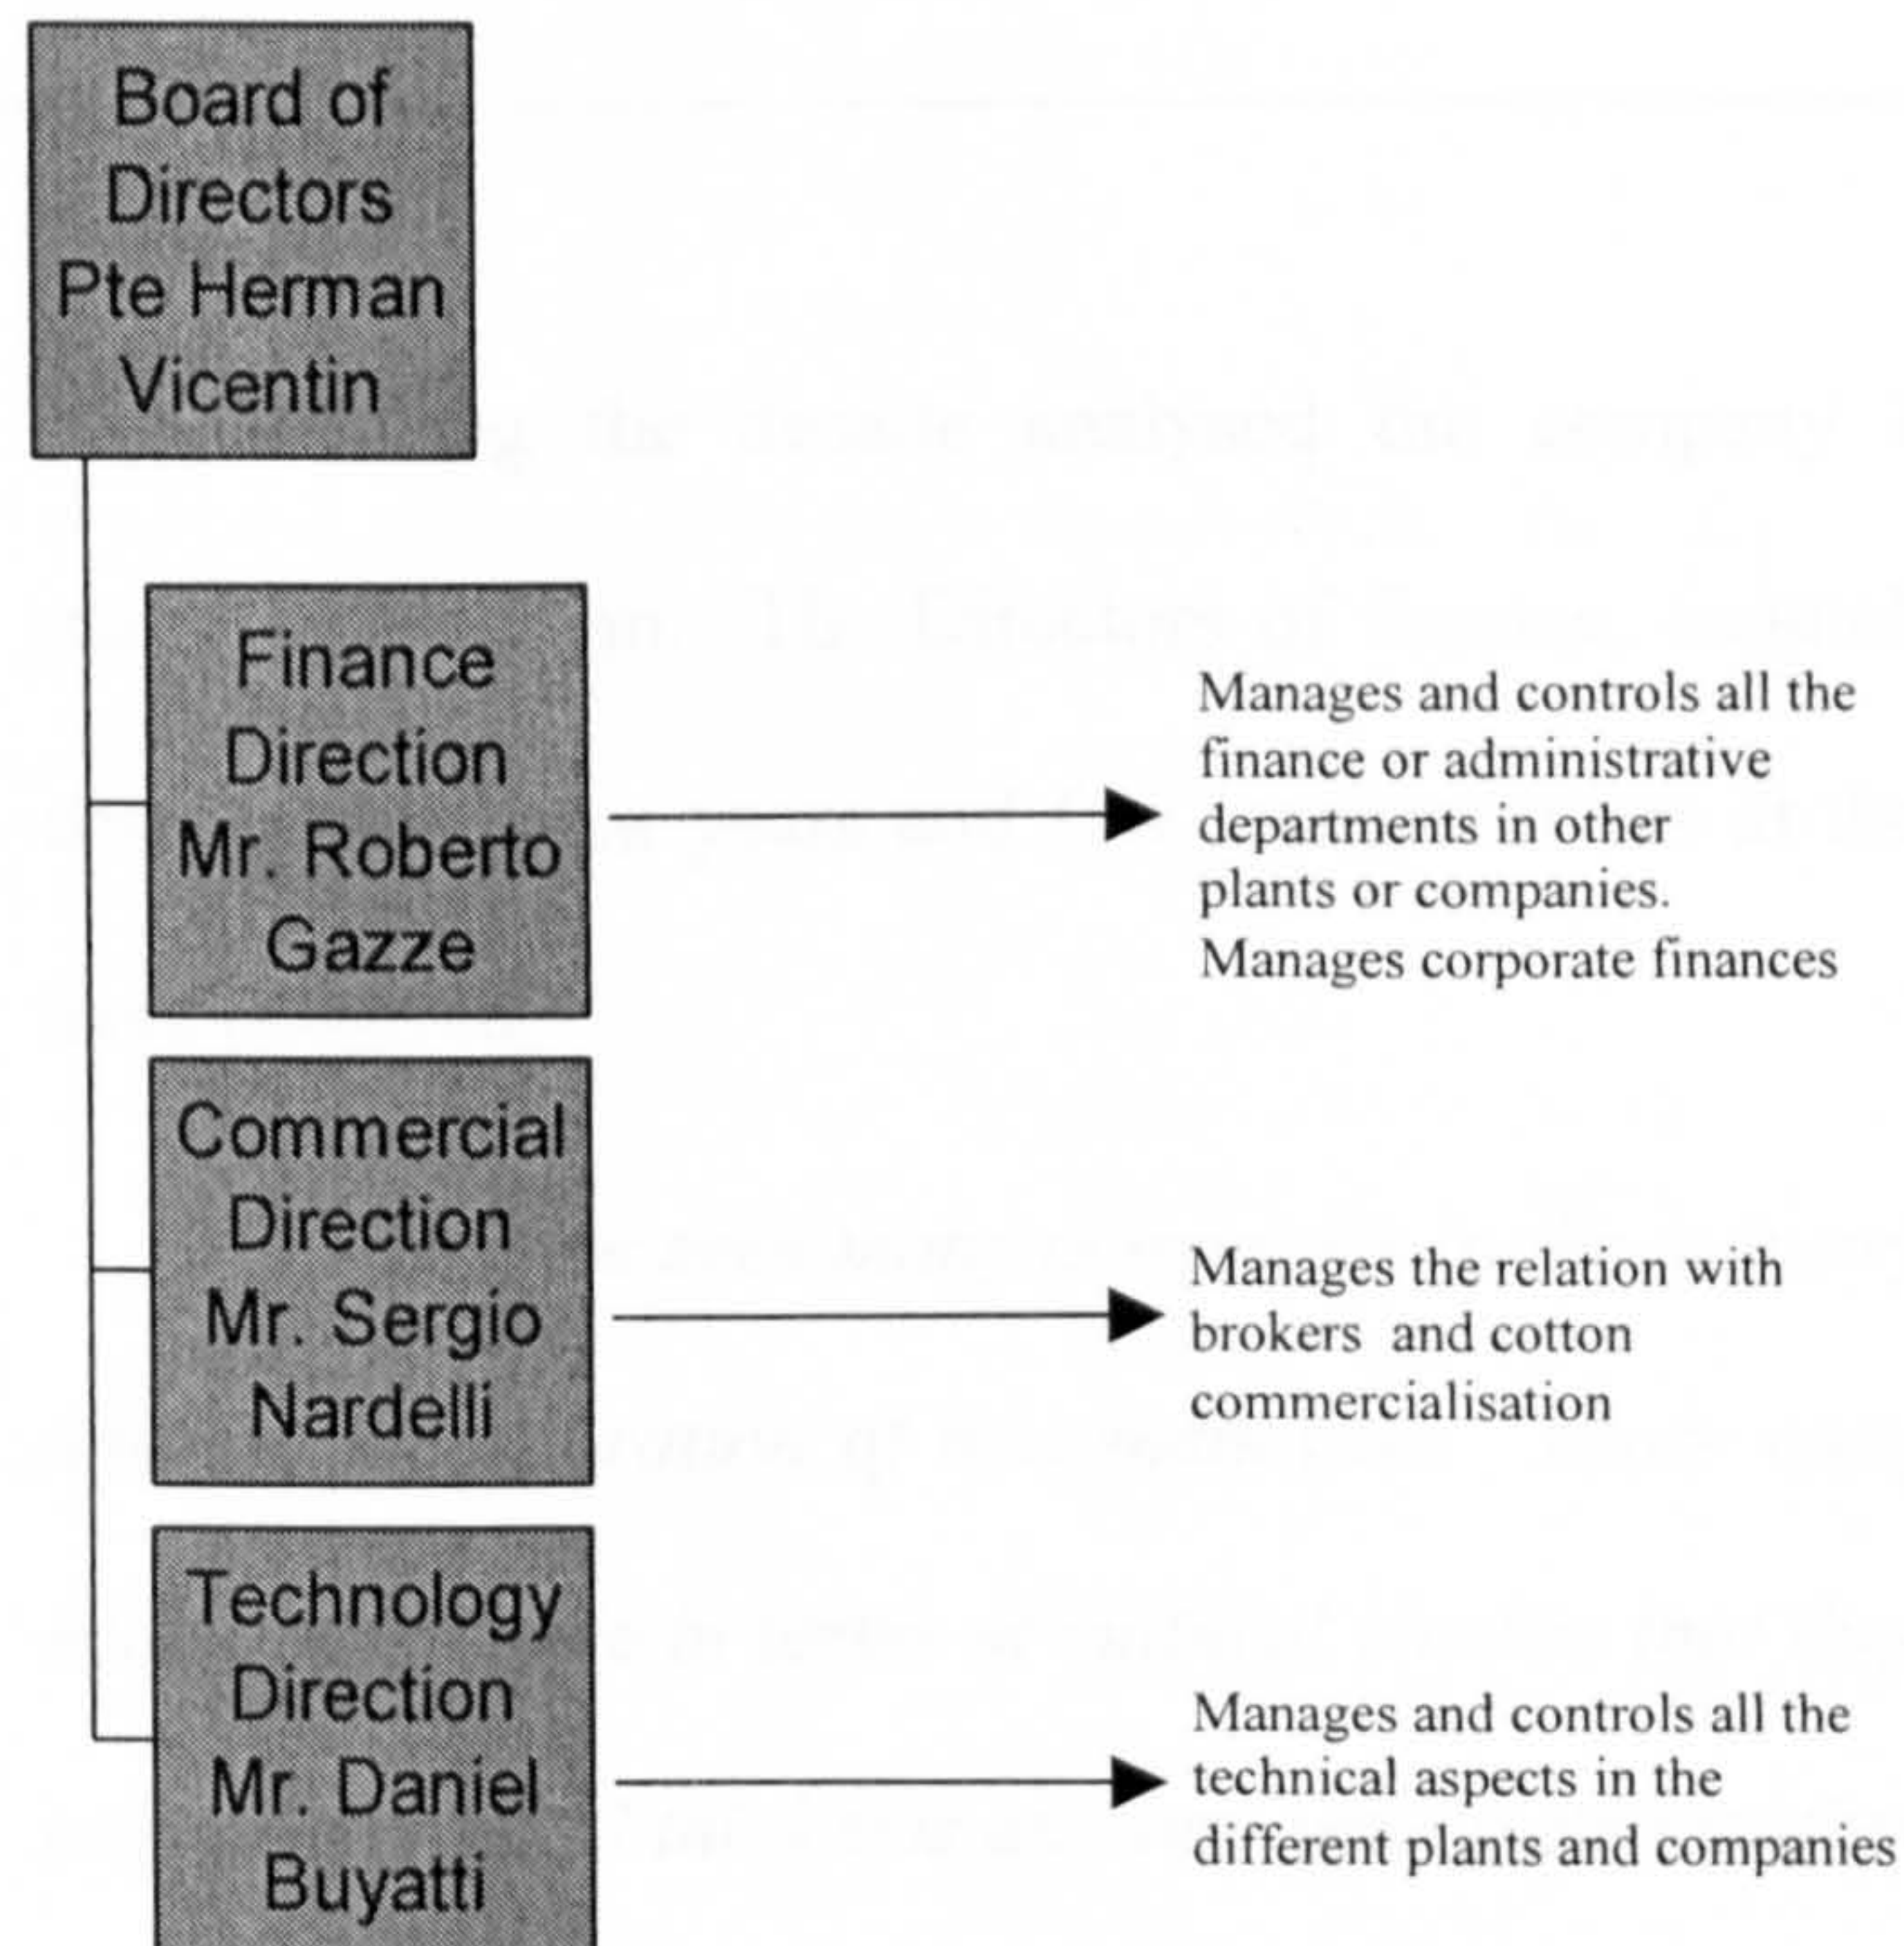 Board of
Directors
Pte Herman
Vicentin
Finance
Direction
Mr. Roberto
Gazze
Manages and controls all the
finance or administrative
departments in other
plants or companies.
Manages corporate finances
Commercial
Direction
Mr. Sergio
Nardelli
Manages the relation with
brokers and cotton
commercialisation
Technology
Direction
Mr. Daniel
Buyatti
Manages and controls all the
technical aspects in the
different plants and companies